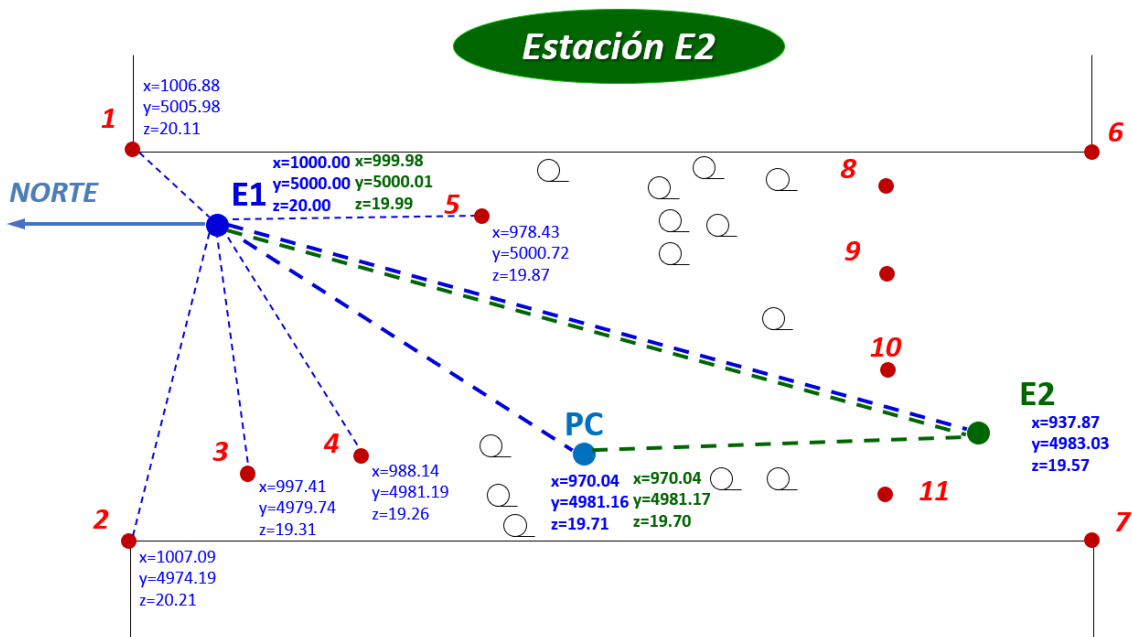 Estación E2
x=1006.88
y=5005.98
z=20.11
1
6
NORTE
E1
x=1000.00
y=5000.00
z=20.00
x=999.98
y=5000.01
z=19.99
5
x=978.43
y=5000.72
z=19.87
8
9
10
E2
x=937.87
y=4983.03
z=19.57
PC
x=970.04
y=4981.16
z=19.71
x=970.04
y=4981.17
z=19.70
3
x=997.41
y=4979.74
z=19.31
4
x=988.14
y=4981.19
z=19.26
11
2
x=1007.09
y=4974.19
z=20.21
7